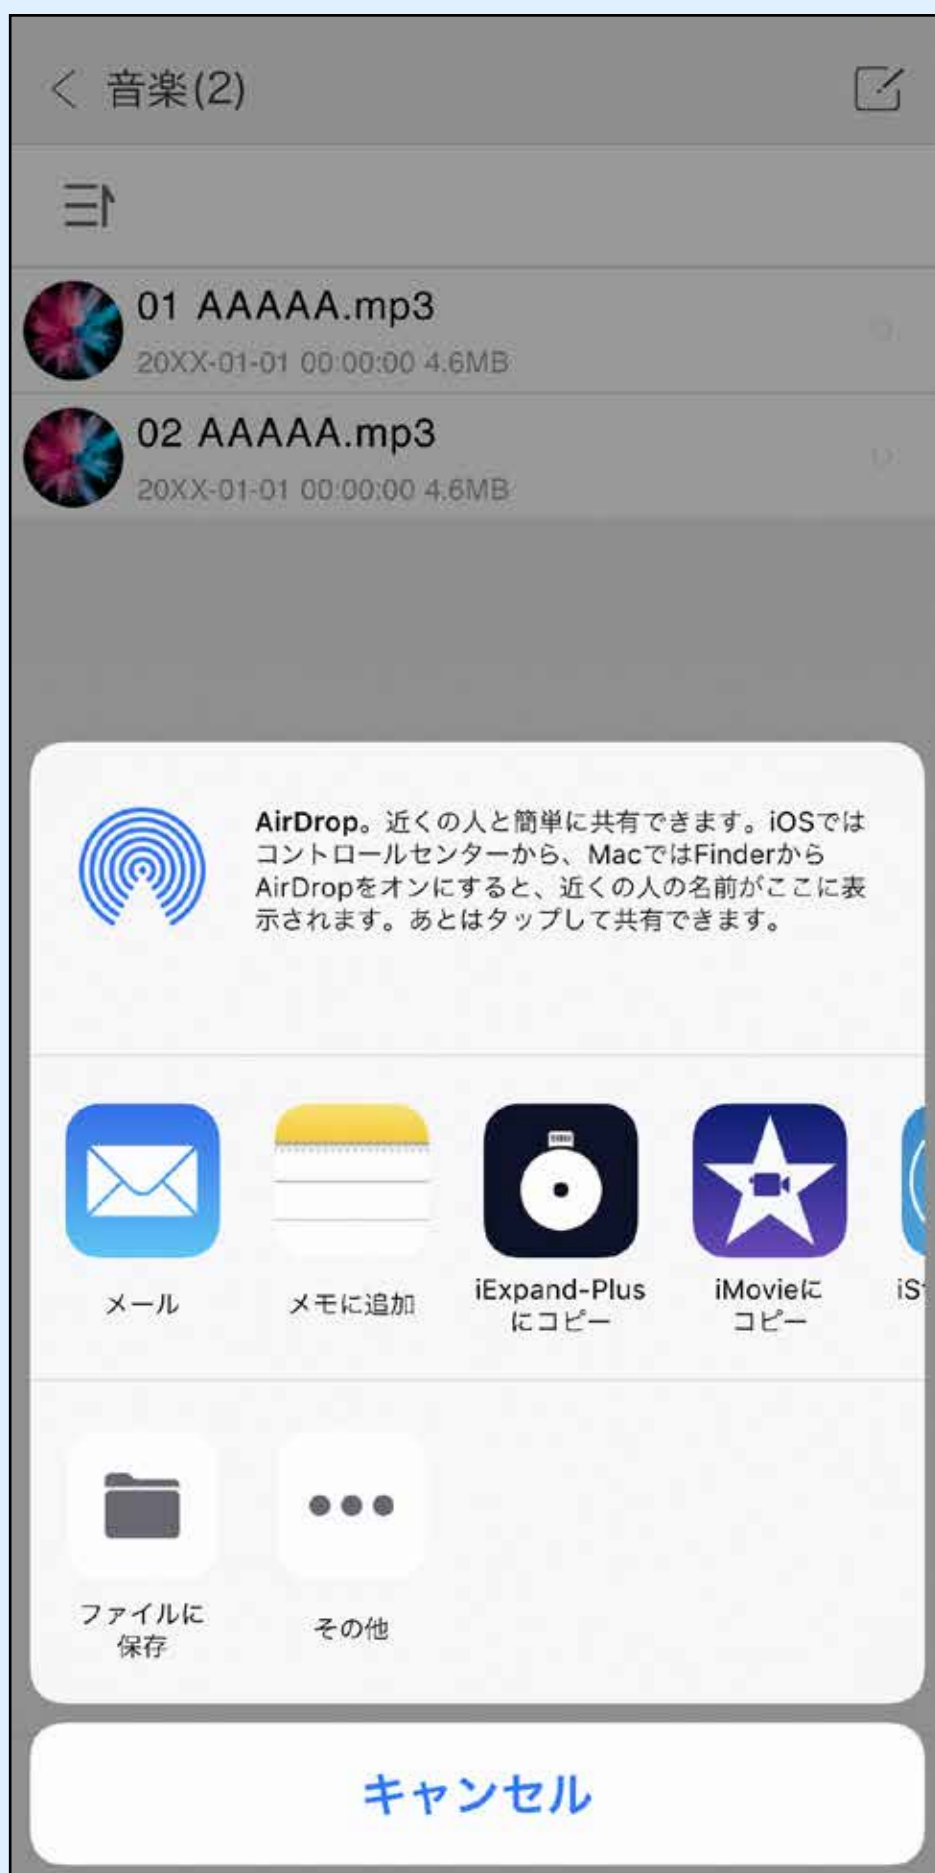 音楽(2)
01 AAAAA.mp3
20XX-01-01 00:00:00 4.6MB
02 AAAAA.mp3
20XX-01-01 00:00:00 4.6MB
AirDrop。近くの人と簡単に共有できます。iOSでは
コントロールセンターから、MacではFinderから
AirDropをオンにすると、近くの人の名前がここに表
示されます。あとはタップして共有できます。
メール
メモに追加
iExpand-Plus
にコピー
iMovieに
コピー
iS
ファイルに
保存
その他
キャンセル